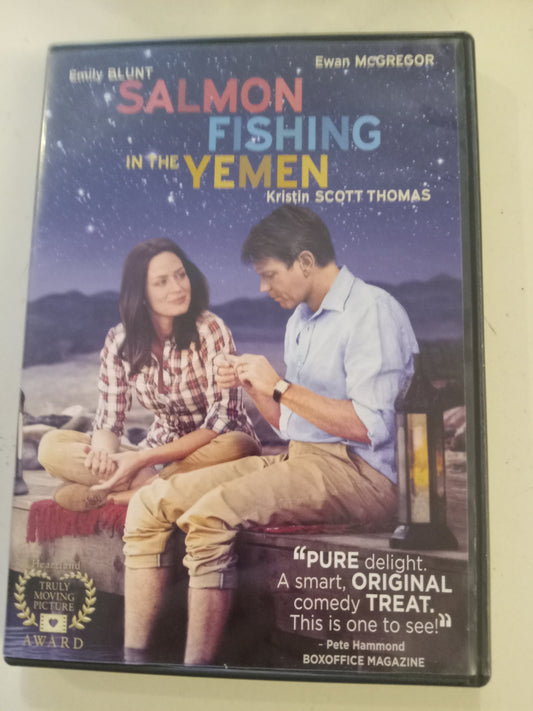 Emily BLUNT
Ewan McGREGOR
SALMON
FISHING
IN THE YEMEN
Kristin SCOTT THOMAS
Heartland
TRULY
MOVING
PICTURE
AWARD
"PURE delight.
A smart, ORIGINAL
comedy TREAT.
This is one to see!"
- Pete Hammond
BOXOFFICE MAGAZINE